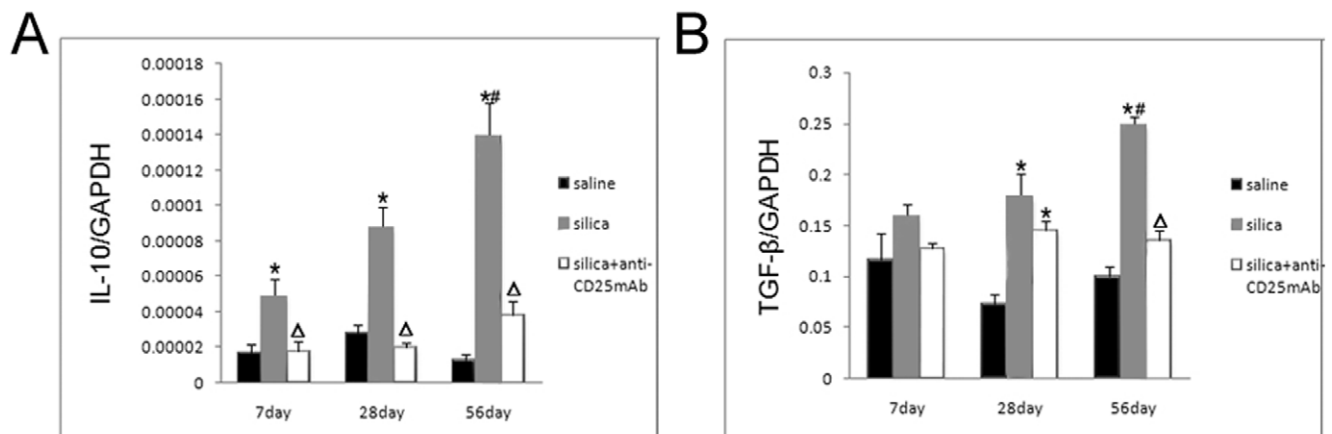 A
IL-10/GAPDH
0.00018
0.00016
0.00014
0.00012
0.0001
0.00008
0.00006
0.00004
0.00002
0
*
Δ
*
Δ
*#
Δ
7day
28day
56day
saline
silica
silica+anti-
CD25mAb
B
TGF-β/GAPDH
0.3
0.25
0.2
0.15
0.1
0.05
0
*
*
*#
Δ
7day
28day
56day
saline
silica
silica+anti-
CD25mAb